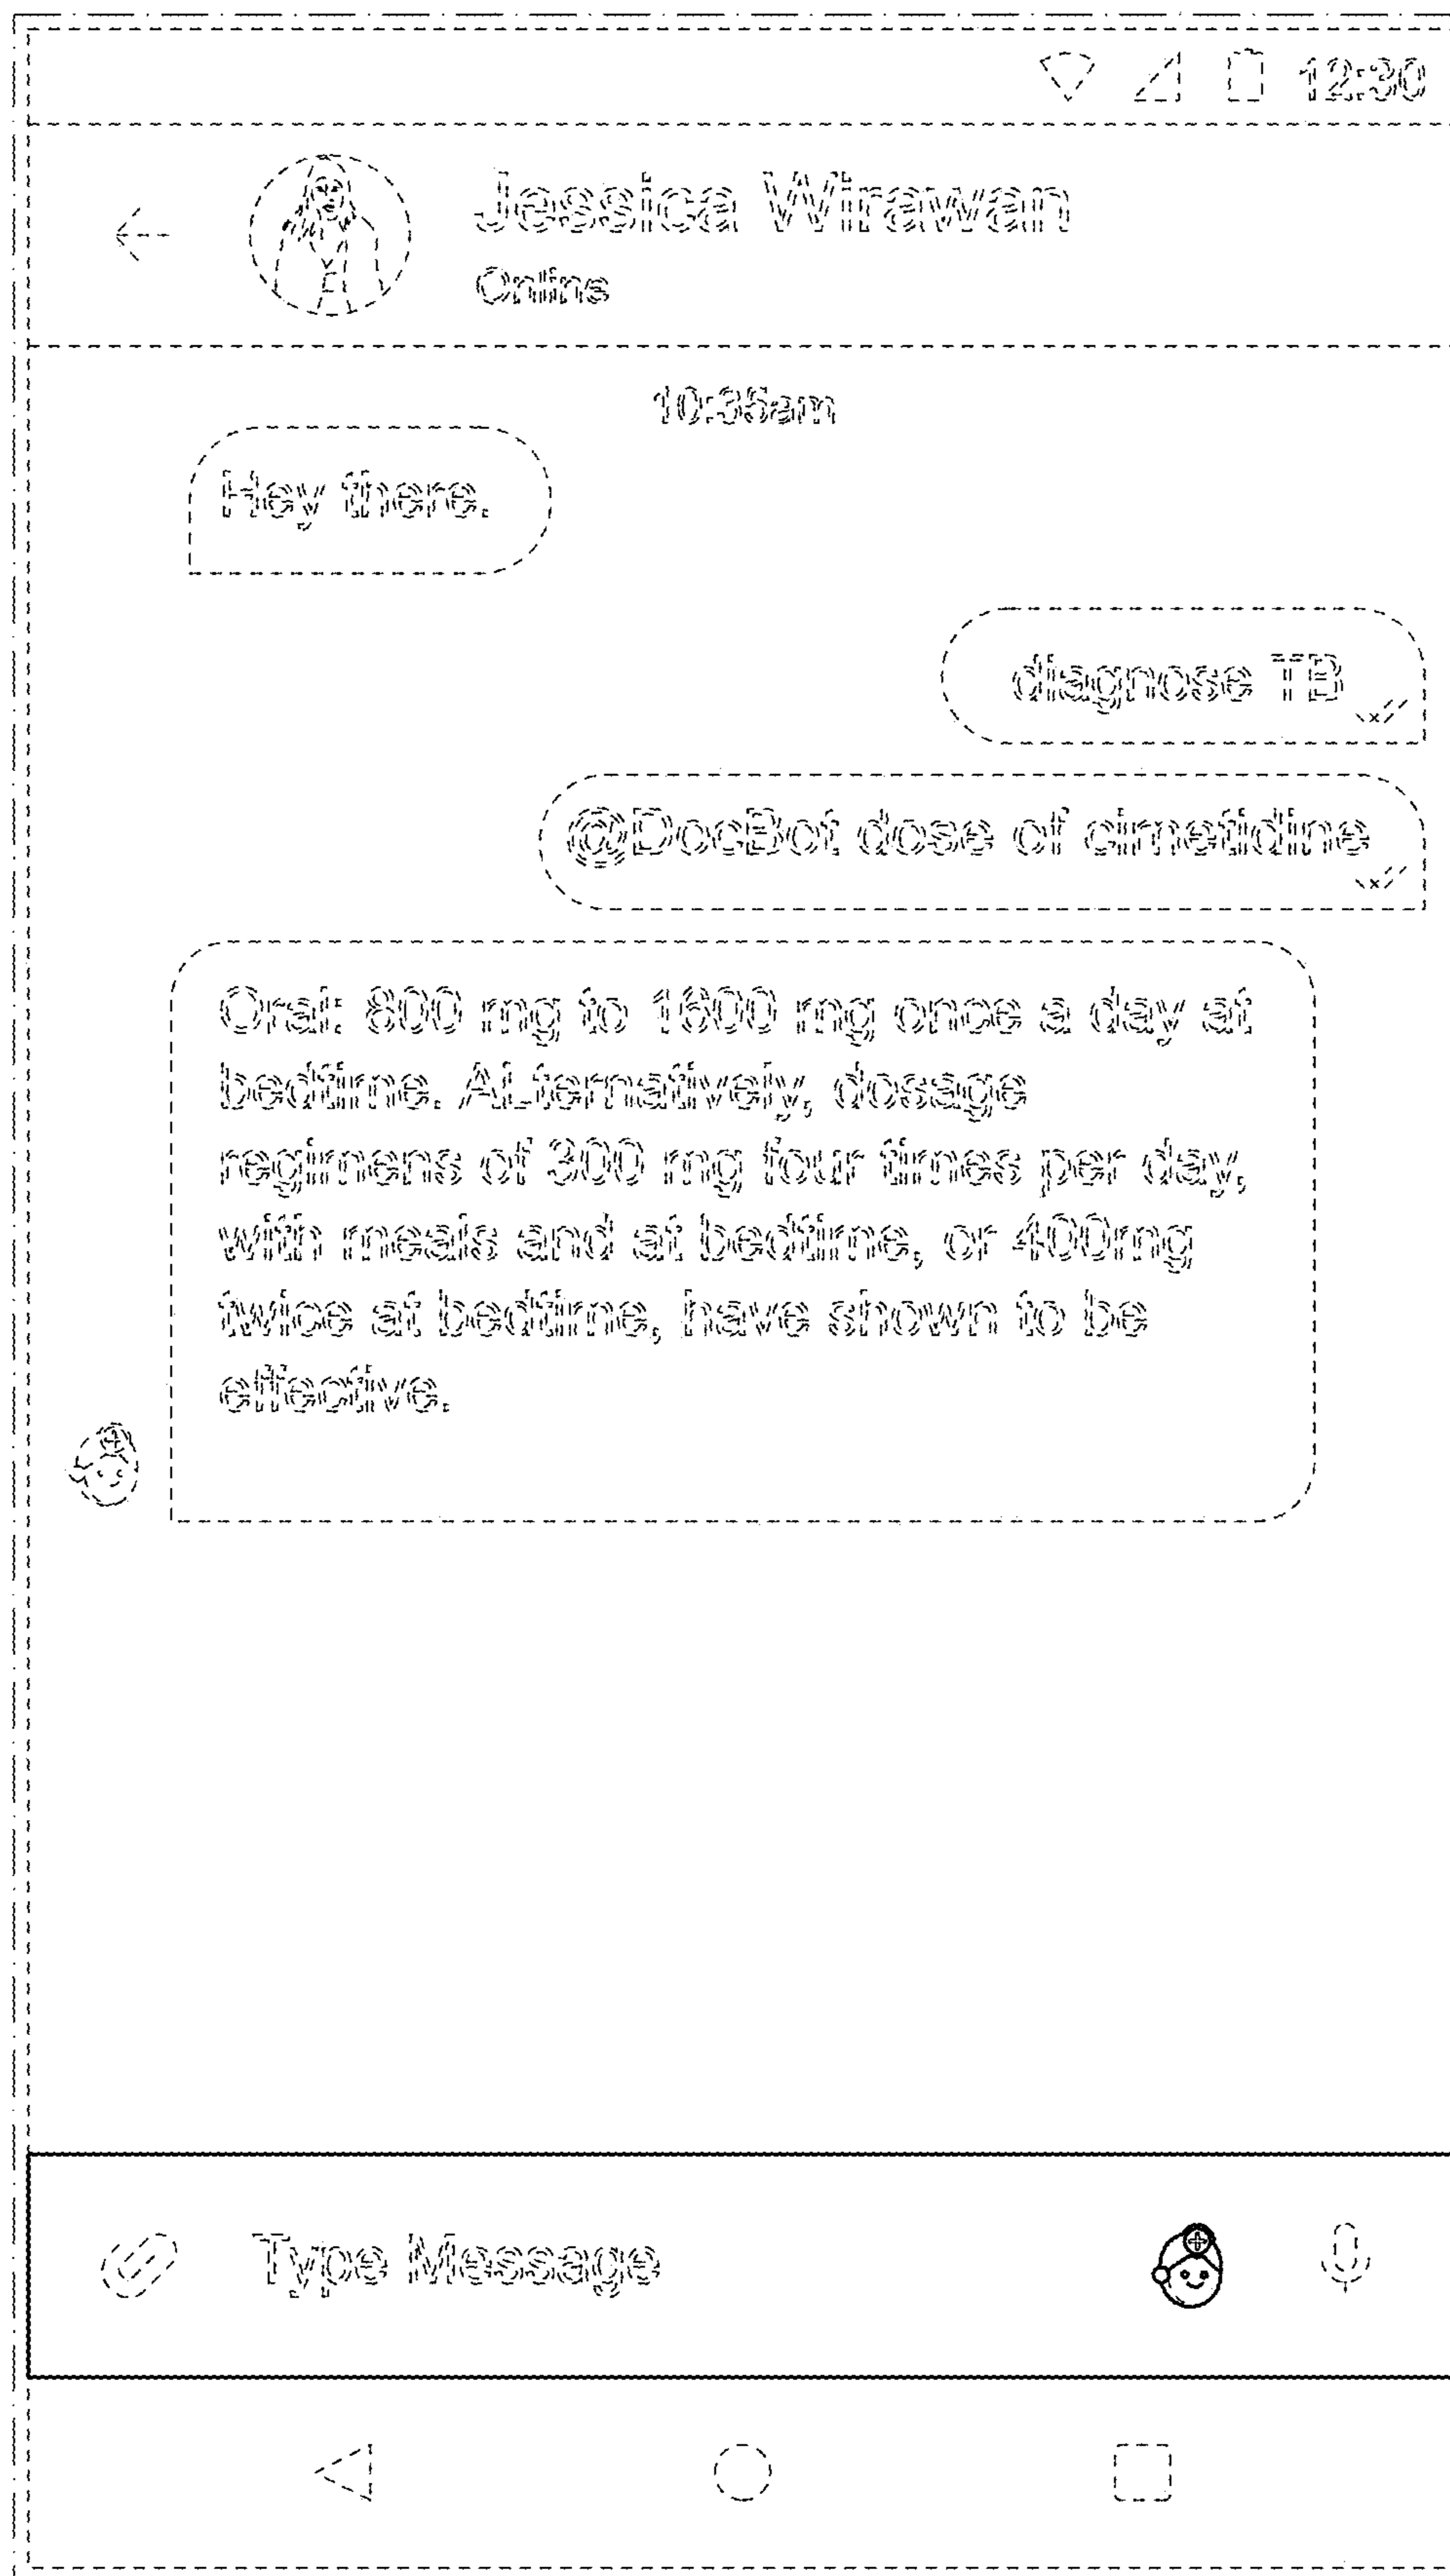 12:30
Jessica Wirawan
Online
10:35am
Hey there.
diagnose TB
@DocBot dose of cimetidine
Oral: 800 mg to 1600 mg once a day at
bedtime. ALternatively, dosage
regimens of 300 mg four times per day,
with meals and at bedtime, or 400mg
twice at bedtime, have shown to be
effective.
Type Message